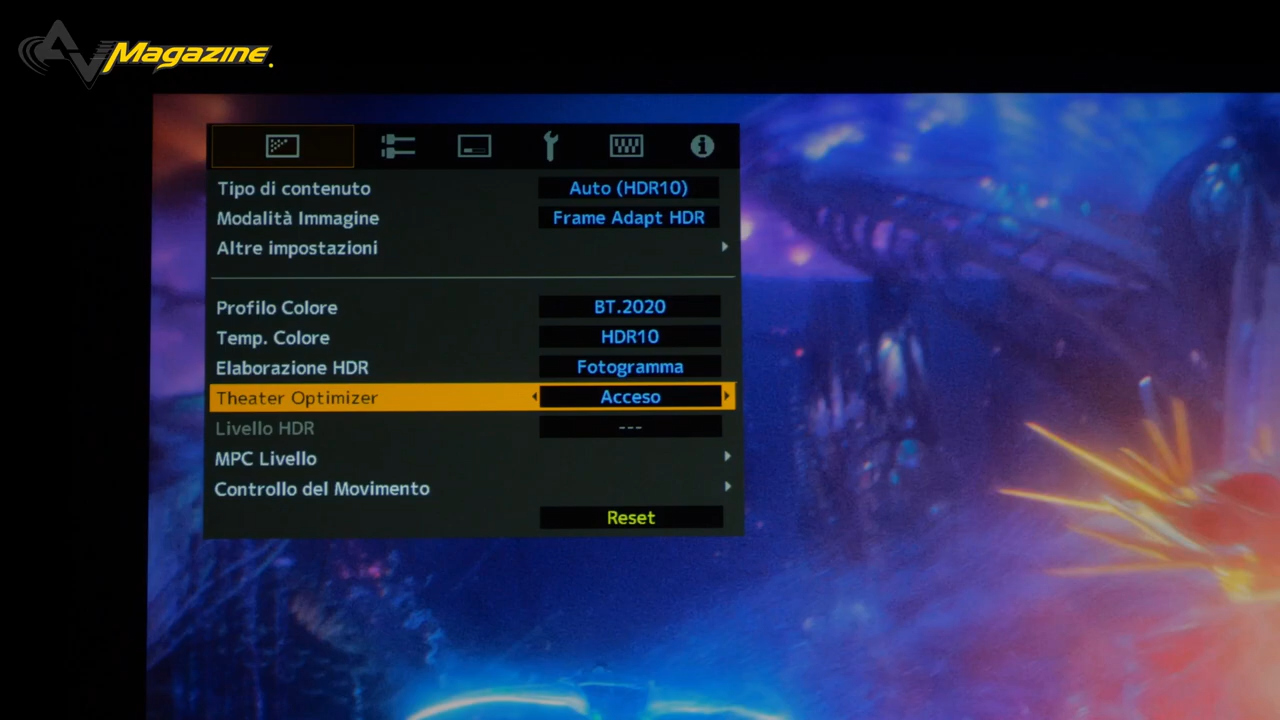 AV Magazine.
Tipo di contenuto Auto (HDR10)
Modalità Immagine Frame Adapt HDR
Altre impostazioni
Profilo Colore BT.2020
Temp. Colore HDR10
Elaborazione HDR Fotogramma
Theater Optimizer Acceso
Livello HDR ---
MPC Livello
Controllo del Movimento
Reset